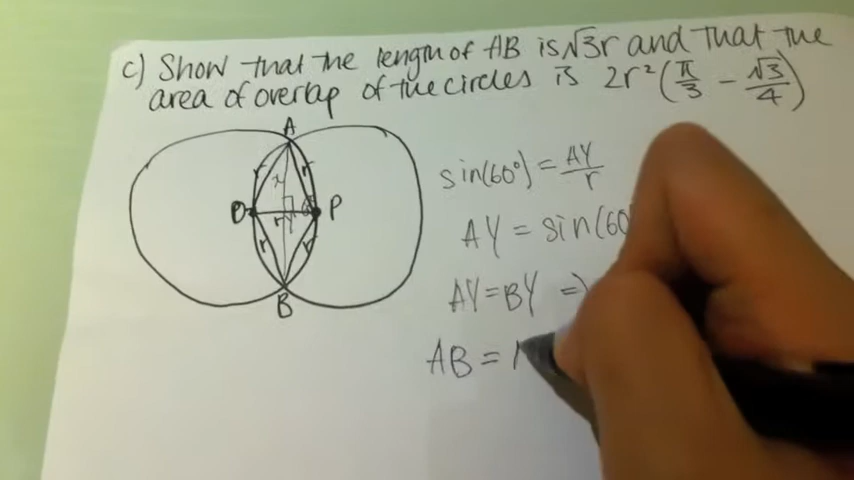 c) Show that the length of AB is √3r and that the
area of overlap of the circles is 2r²(π/3 - √3/4)
A
r r
x
O r Y P
r r
B
sin(60°) = AY/r
AY = sin(60
AY = BY ⇒
AB =